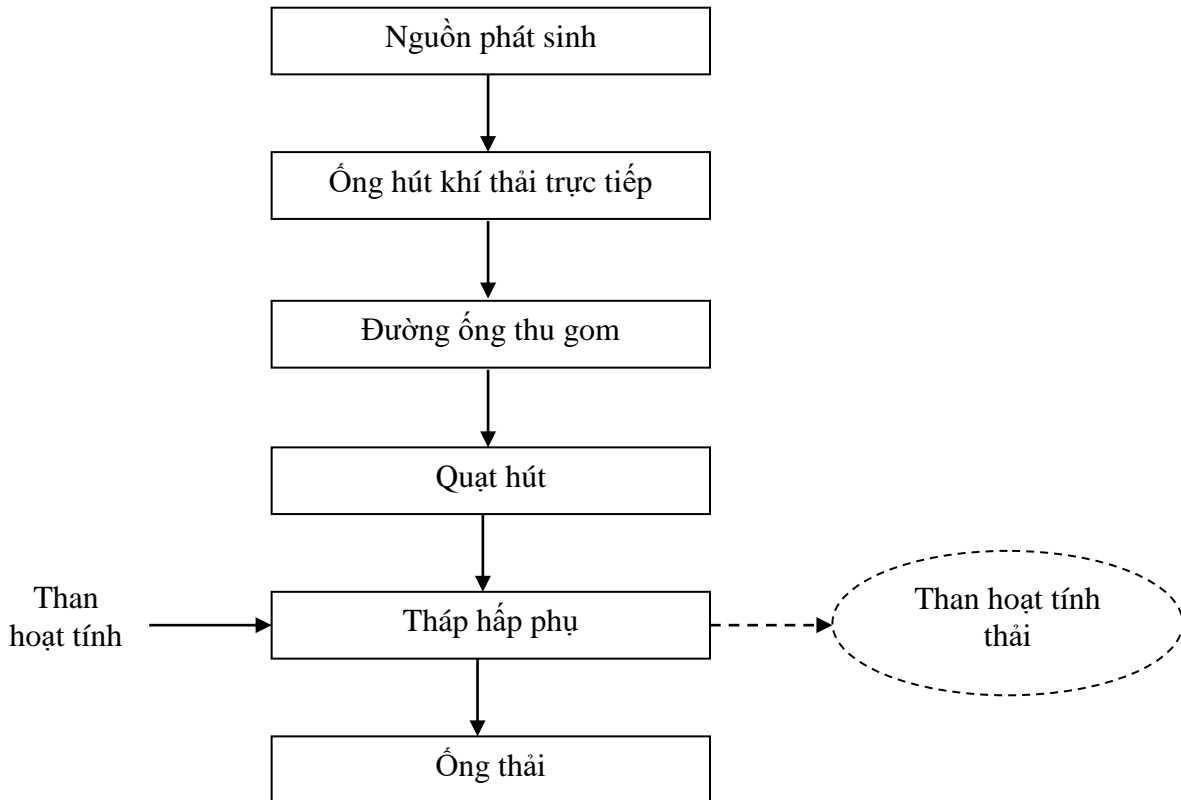 Nguồn phát sinh
Ống hút khí thải trực tiếp
Đường ống thu gom
Quạt hút
Than
hoạt tính
Tháp hấp phụ
Than hoạt tính
thải
Ống thải